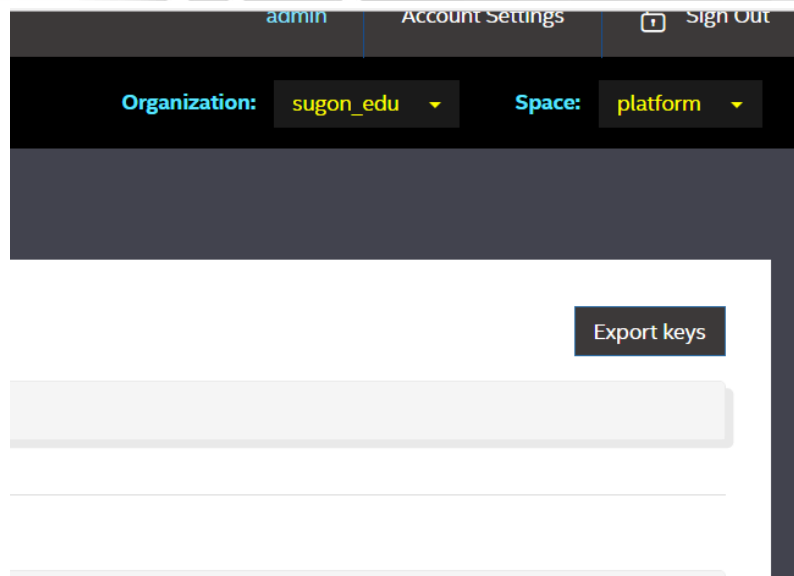 admin Account Settings Sign Out
Organization: sugon_edu Space: platform
Export keys